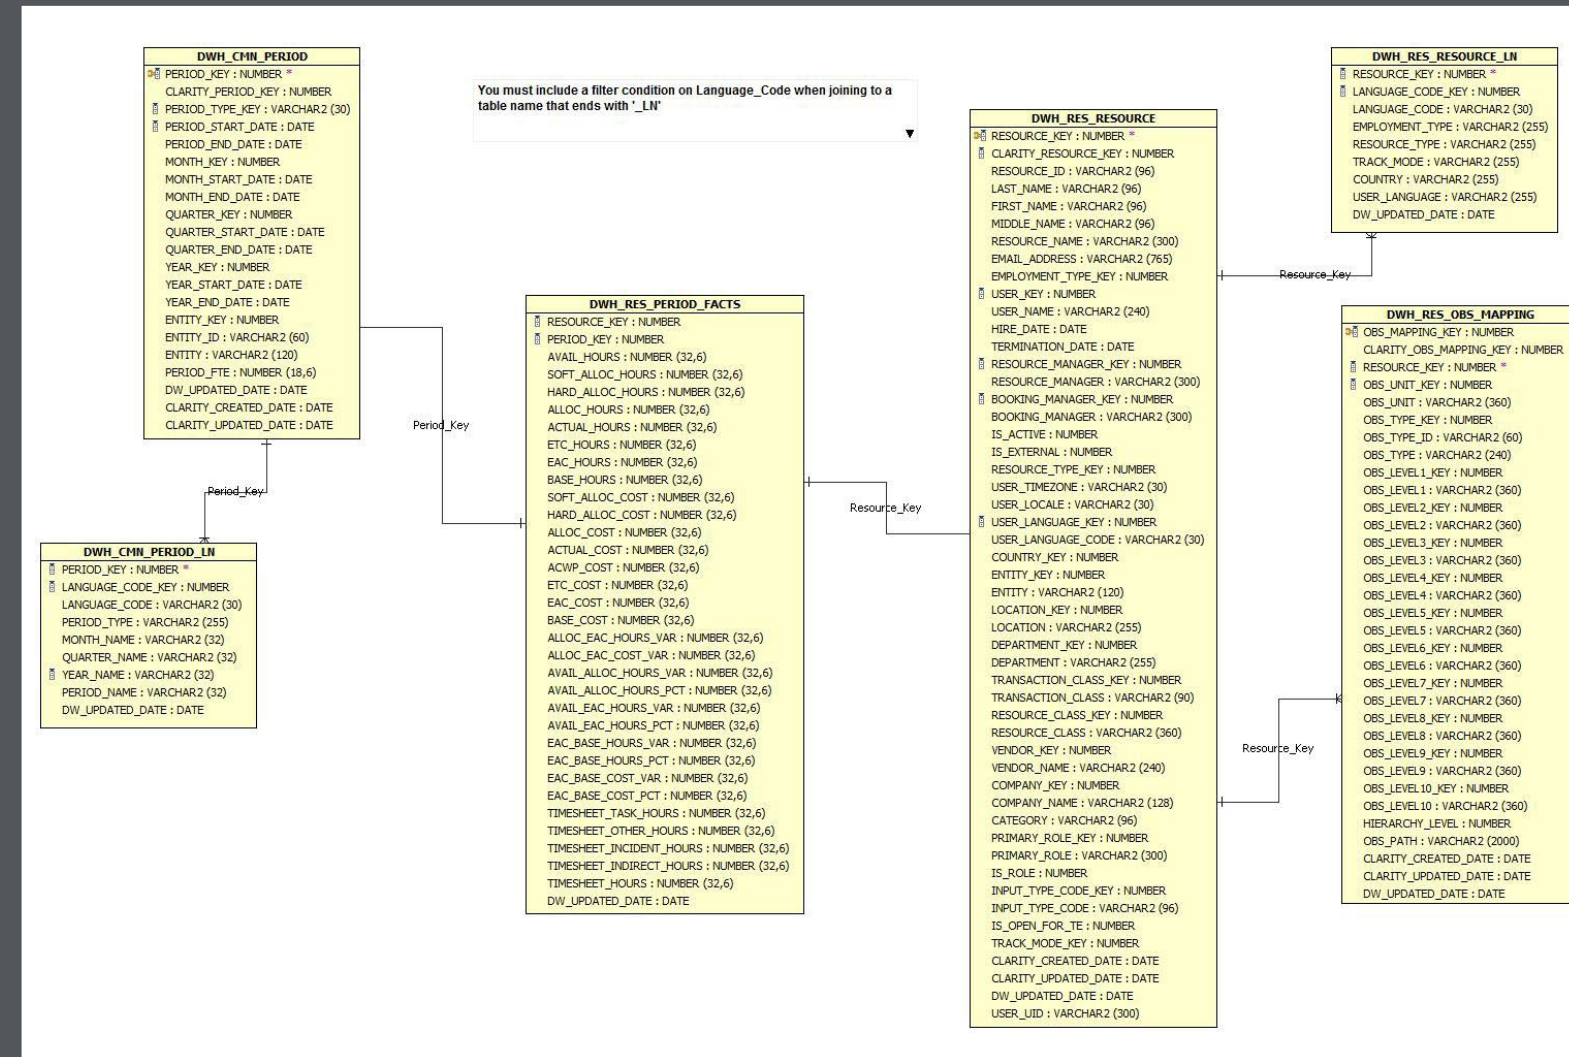 DWH_CMN_PERIOD
PERIOD_KEY : NUMBER *
CLARITY_PERIOD_KEY : NUMBER
PERIOD_TYPE_KEY : VARCHAR2 (30)
PERIOD_START_DATE : DATE
PERIOD_END_DATE : DATE
MONTH_KEY : NUMBER
MONTH_START_DATE : DATE
MONTH_END_DATE : DATE
QUARTER_KEY : NUMBER
QUARTER_START_DATE : DATE
QUARTER_END_DATE : DATE
YEAR_KEY : NUMBER
YEAR_START_DATE : DATE
YEAR_END_DATE : DATE
ENTITY_KEY : NUMBER
ENTITY_ID : VARCHAR2 (60)
ENTITY : VARCHAR2 (120)
PERIOD_FTE : NUMBER (18,6)
DW_UPDATED_DATE : DATE
CLARITY_CREATED_DATE : DATE
CLARITY_UPDATED_DATE : DATE
Period_Key
DWH_CMN_PERIOD_LN
PERIOD_KEY : NUMBER *
LANGUAGE_CODE_KEY : NUMBER
LANGUAGE_CODE : VARCHAR2 (30)
PERIOD_TYPE : VARCHAR2 (255)
MONTH_NAME : VARCHAR2 (32)
QUARTER_NAME : VARCHAR2 (32)
YEAR_NAME : VARCHAR2 (32)
PERIOD_NAME : VARCHAR2 (32)
DW_UPDATED_DATE : DATE
Period_Key
You must include a filter condition on Language_Code when joining to a
table name that ends with '_LN'
DWH_RES_PERIOD_FACTS
RESOURCE_KEY : NUMBER
PERIOD_KEY : NUMBER
AVAIL_HOURS : NUMBER (32,6)
SOFT_ALLOC_HOURS : NUMBER (32,6)
HARD_ALLOC_HOURS : NUMBER (32,6)
ALLOC_HOURS : NUMBER (32,6)
ACTUAL_HOURS : NUMBER (32,6)
ETC_HOURS : NUMBER (32,6)
EAC_HOURS : NUMBER (32,6)
BASE_HOURS : NUMBER (32,6)
SOFT_ALLOC_COST : NUMBER (32,6)
HARD_ALLOC_COST : NUMBER (32,6)
ALLOC_COST : NUMBER (32,6)
ACTUAL_COST : NUMBER (32,6)
ACWP_COST : NUMBER (32,6)
ETC_COST : NUMBER (32,6)
EAC_COST : NUMBER (32,6)
BASE_COST : NUMBER (32,6)
ALLOC_EAC_HOURS_VAR : NUMBER (32,6)
ALLOC_EAC_COST_VAR : NUMBER (32,6)
AVAIL_ALLOC_HOURS_VAR : NUMBER (32,6)
AVAIL_ALLOC_HOURS_PCT : NUMBER (32,6)
AVAIL_EAC_HOURS_VAR : NUMBER (32,6)
AVAIL_EAC_HOURS_PCT : NUMBER (32,6)
EAC_BASE_HOURS_VAR : NUMBER (32,6)
EAC_BASE_HOURS_PCT : NUMBER (32,6)
EAC_BASE_COST_VAR : NUMBER (32,6)
EAC_BASE_COST_PCT : NUMBER (32,6)
TIMESHEET_TASK_HOURS : NUMBER (32,6)
TIMESHEET_OTHER_HOURS : NUMBER (32,6)
TIMESHEET_INCIDENT_HOURS : NUMBER (32,6)
TIMESHEET_INDIRECT_HOURS : NUMBER (32,6)
TIMESHEET_HOURS : NUMBER (32,6)
DW_UPDATED_DATE : DATE
Resource_Key
DWH_RES_RESOURCE
RESOURCE_KEY : NUMBER *
CLARITY_RESOURCE_KEY : NUMBER
RESOURCE_ID : VARCHAR2 (96)
LAST_NAME : VARCHAR2 (96)
FIRST_NAME : VARCHAR2 (96)
MIDDLE_NAME : VARCHAR2 (96)
RESOURCE_NAME : VARCHAR2 (300)
EMAIL_ADDRESS : VARCHAR2 (765)
EMPLOYMENT_TYPE_KEY : NUMBER
USER_KEY : NUMBER
USER_NAME : VARCHAR2 (240)
HIRE_DATE : DATE
TERMINATION_DATE : DATE
RESOURCE_MANAGER_KEY : NUMBER
RESOURCE_MANAGER : VARCHAR2 (300)
BOOKING_MANAGER_KEY : NUMBER
BOOKING_MANAGER : VARCHAR2 (300)
IS_ACTIVE : NUMBER
IS_EXTERNAL : NUMBER
RESOURCE_TYPE_KEY : NUMBER
USER_TIMEZONE : VARCHAR2 (30)
USER_LOCALE : VARCHAR2 (30)
USER_LANGUAGE_KEY : NUMBER
USER_LANGUAGE_CODE : VARCHAR2 (30)
COUNTRY_KEY : NUMBER
ENTITY_KEY : NUMBER
ENTITY : VARCHAR2 (120)
LOCATION_KEY : NUMBER
LOCATION : VARCHAR2 (255)
DEPARTMENT_KEY : NUMBER
DEPARTMENT : VARCHAR2 (255)
TRANSACTION_CLASS_KEY : NUMBER
TRANSACTION_CLASS : VARCHAR2 (90)
RESOURCE_CLASS_KEY : NUMBER
RESOURCE_CLASS : VARCHAR2 (360)
VENDOR_KEY : NUMBER
VENDOR_NAME : VARCHAR2 (240)
COMPANY_KEY : NUMBER
COMPANY_NAME : VARCHAR2 (128)
CATEGORY : VARCHAR2 (96)
PRIMARY_ROLE_KEY : NUMBER
PRIMARY_ROLE : VARCHAR2 (300)
IS_ROLE : NUMBER
INPUT_TYPE_CODE_KEY : NUMBER
INPUT_TYPE_CODE : VARCHAR2 (96)
IS_OPEN_FOR_TE : NUMBER
TRACK_MODE_KEY : NUMBER
CLARITY_CREATED_DATE : DATE
CLARITY_UPDATED_DATE : DATE
DW_UPDATED_DATE : DATE
USER_UID : VARCHAR2 (300)
DWH_RES_RESOURCE_LN
RESOURCE_KEY : NUMBER *
LANGUAGE_CODE_KEY : NUMBER
LANGUAGE_CODE : VARCHAR2 (30)
EMPLOYMENT_TYPE : VARCHAR2 (255)
RESOURCE_TYPE : VARCHAR2 (255)
TRACK_MODE : VARCHAR2 (255)
COUNTRY : VARCHAR2 (255)
USER_LANGUAGE : VARCHAR2 (255)
DW_UPDATED_DATE : DATE
Resource_Key
DWH_RES_OBS_MAPPING
OBS_MAPPING_KEY : NUMBER
CLARITY_OBS_MAPPING_KEY : NUMBER
RESOURCE_KEY : NUMBER *
OBS_UNIT_KEY : NUMBER
OBS_UNIT : VARCHAR2 (360)
OBS_TYPE_KEY : NUMBER
OBS_TYPE_ID : VARCHAR2 (60)
OBS_TYPE : VARCHAR2 (240)
OBS_LEVEL1_KEY : NUMBER
OBS_LEVEL1 : VARCHAR2 (360)
OBS_LEVEL2_KEY : NUMBER
OBS_LEVEL2 : VARCHAR2 (360)
OBS_LEVEL3_KEY : NUMBER
OBS_LEVEL3 : VARCHAR2 (360)
OBS_LEVEL4_KEY : NUMBER
OBS_LEVEL4 : VARCHAR2 (360)
OBS_LEVEL5_KEY : NUMBER
OBS_LEVEL5 : VARCHAR2 (360)
OBS_LEVEL6_KEY : NUMBER
OBS_LEVEL6 : VARCHAR2 (360)
OBS_LEVEL7_KEY : NUMBER
OBS_LEVEL7 : VARCHAR2 (360)
OBS_LEVEL8_KEY : NUMBER
OBS_LEVEL8 : VARCHAR2 (360)
OBS_LEVEL9_KEY : NUMBER
OBS_LEVEL9 : VARCHAR2 (360)
OBS_LEVEL10_KEY : NUMBER
OBS_LEVEL10 : VARCHAR2 (360)
HIERARCHY_LEVEL : NUMBER
OBS_PATH : VARCHAR2 (2000)
CLARITY_CREATED_DATE : DATE
CLARITY_UPDATED_DATE : DATE
DW_UPDATED_DATE : DATE
Resource_Key